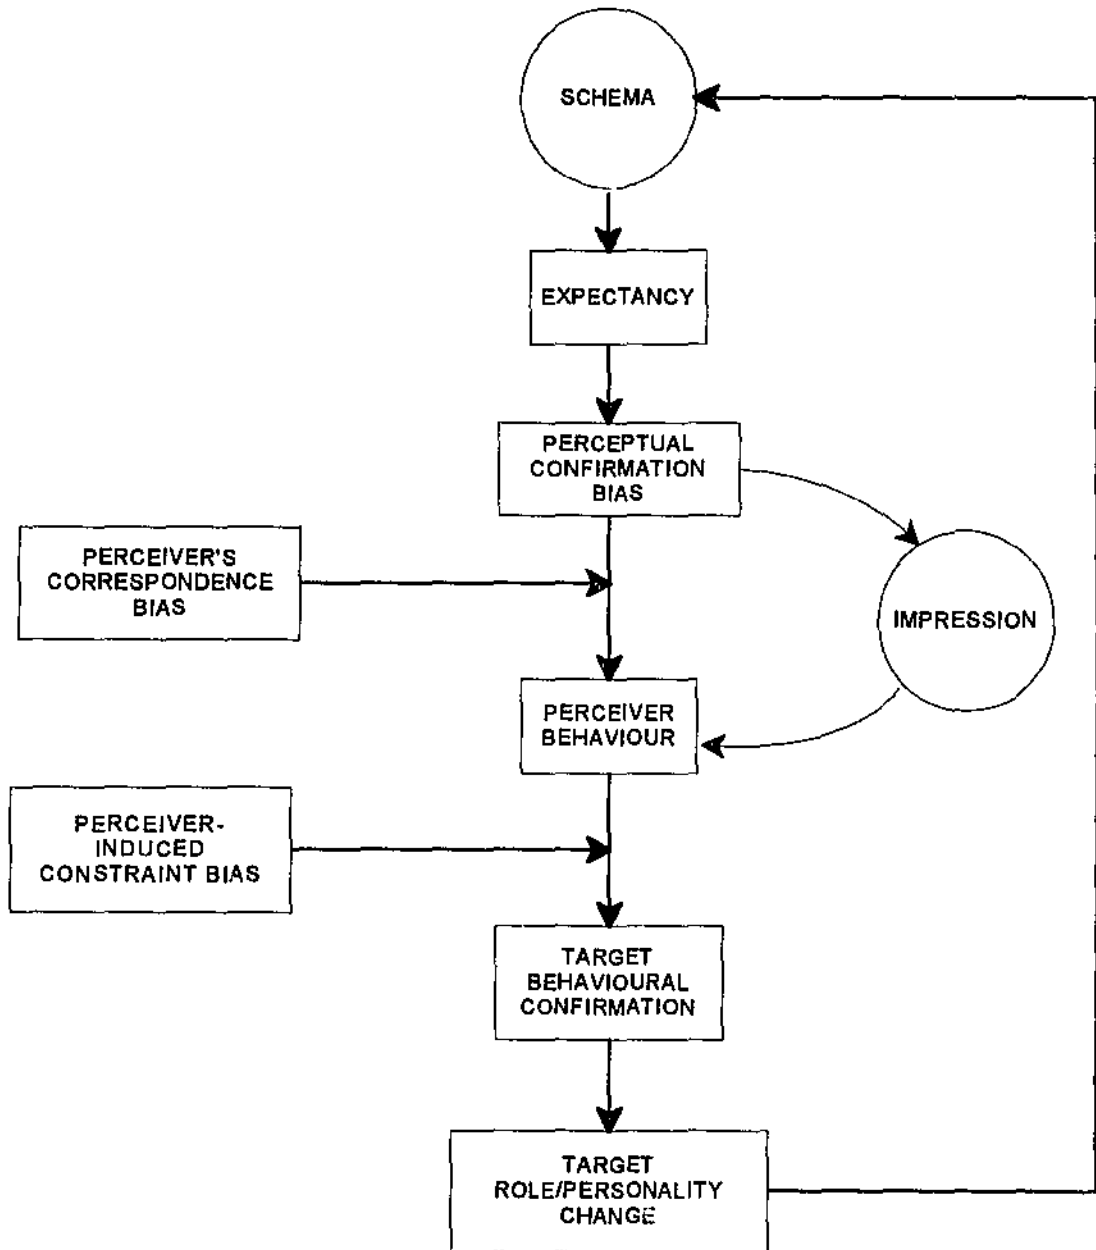 SCHEMA
EXPECTANCY
PERCEPTUAL
CONFIRMATION
BIAS
PERCEIVER'S
CORRESPONDENCE
BIAS
IMPRESSION
PERCEIVER
BEHAVIOUR
PERCEIVER-
INDUCED
CONSTRAINT BIAS
TARGET
BEHAVIOURAL
CONFIRMATION
TARGET
ROLE/PERSONALITY
CHANGE